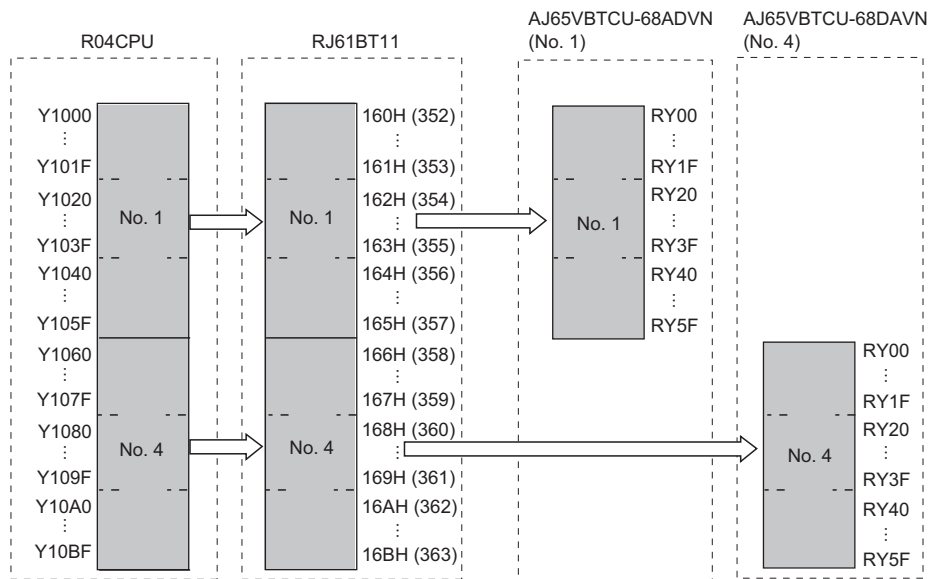 R04CPU
RJ61BT11
AJ65VBTCU-68ADVN
(No. 1)
AJ65VBTCU-68DAVN
(No. 4)
Y1000
⋮
Y101F
Y1020
⋮
Y103F
Y1040
⋮
Y105F
Y1060
⋮
Y107F
Y1080
⋮
Y109F
Y10A0
⋮
Y10BF
No. 1
No. 4
No. 1
No. 4
160H (352)
⋮
161H (353)
162H (354)
⋮
163H (355)
164H (356)
⋮
165H (357)
166H (358)
⋮
167H (359)
168H (360)
⋮
169H (361)
16AH (362)
⋮
16BH (363)
No. 1
RY00
⋮
RY1F
RY20
⋮
RY3F
RY40
⋮
RY5F
No. 4
RY00
⋮
RY1F
RY20
⋮
RY3F
RY40
⋮
RY5F